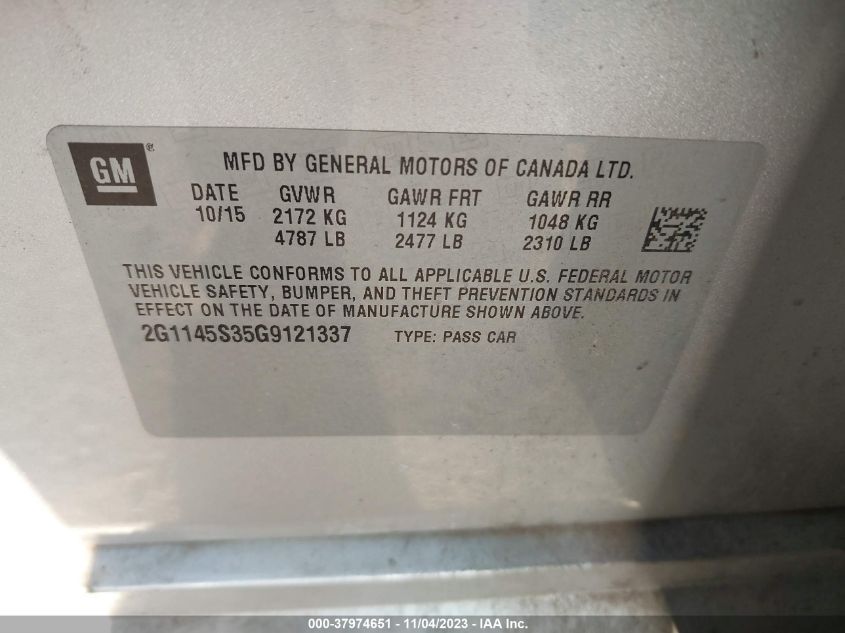 GM®
MFD BY GENERAL MOTORS OF CANADA LTD.
DATE GVWR GAWR FRT GAWR RR
10/15 2172 KG 1124 KG 1048 KG
4787 LB 2477 LB 2310 LB
THIS VEHICLE CONFORMS TO ALL APPLICABLE U.S. FEDERAL MOTOR
VEHICLE SAFETY, BUMPER, AND THEFT PREVENTION STANDARDS IN
EFFECT ON THE DATE OF MANUFACTURE SHOWN ABOVE.
2G1145S35G9121337 TYPE: PASS CAR
000-37974651 - 11/04/2023 - IAA Inc.